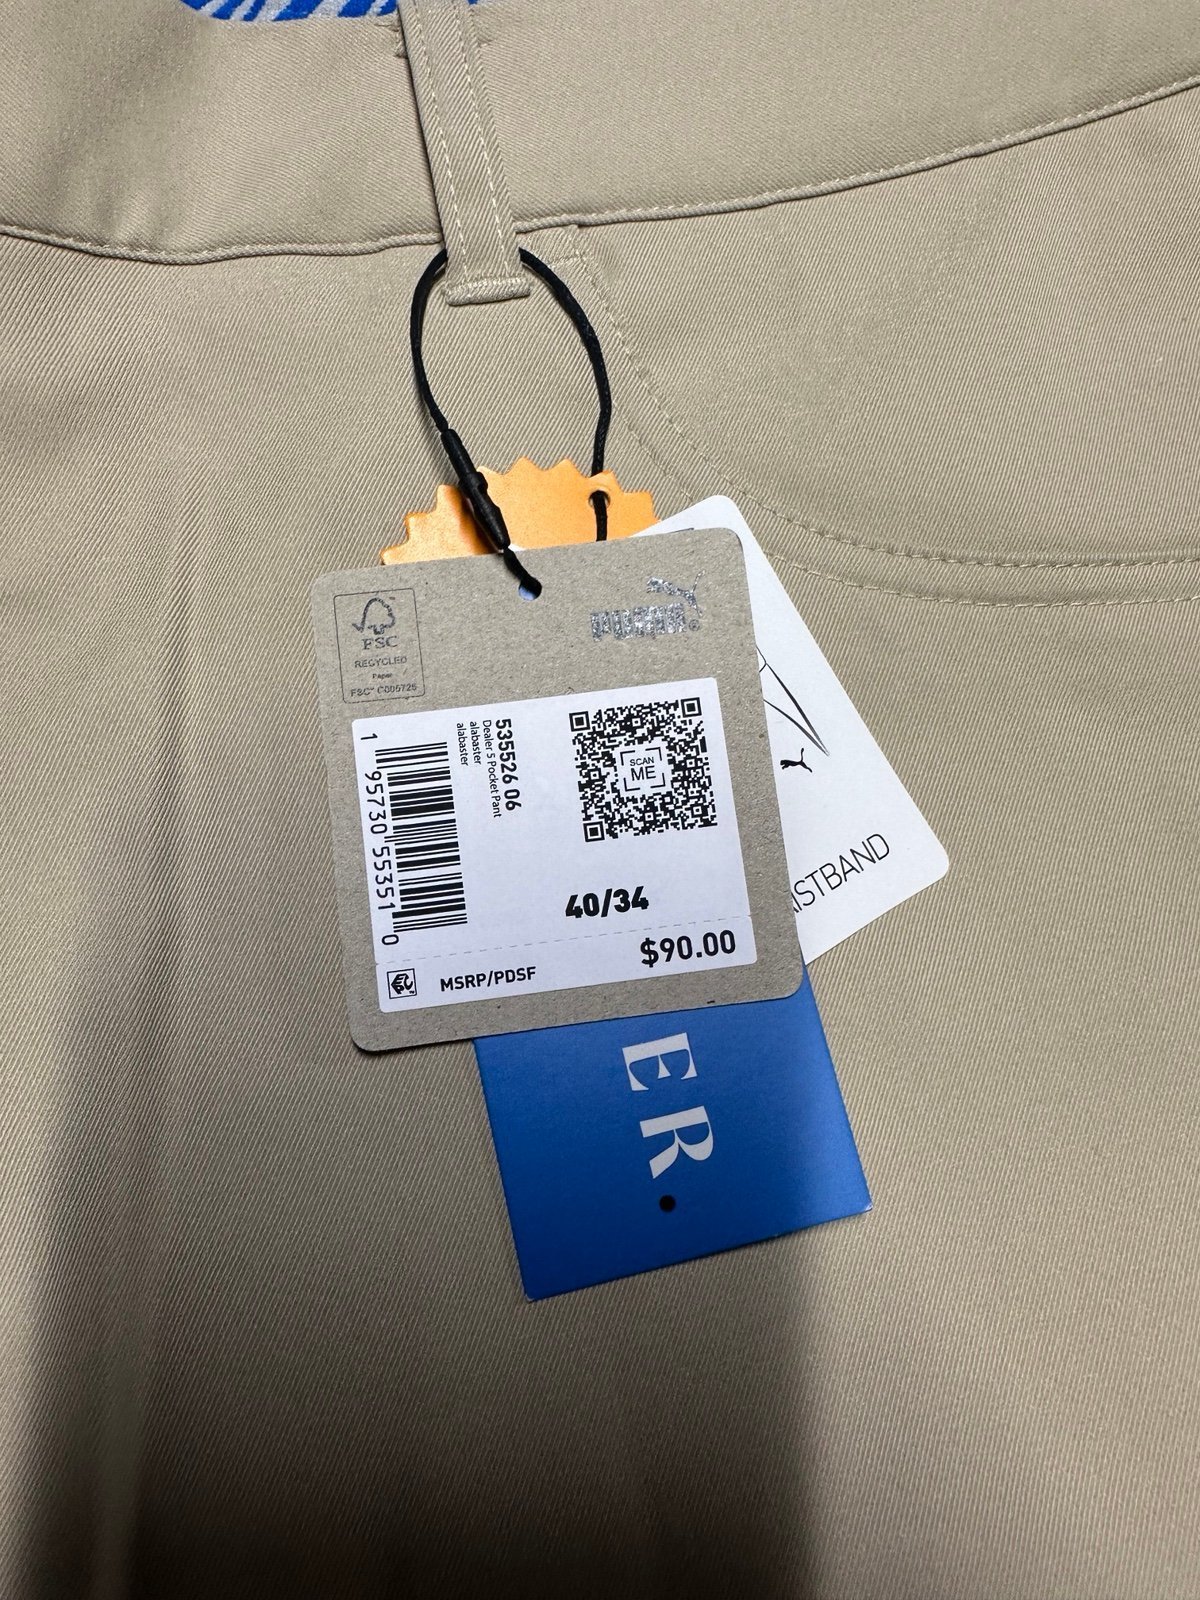 FSC
RECYCLED
Paper
FSC® C005725
PUMA®
535526 06
Dealer 5 Pocket Pant
alabaster
alabaster
1 95730 55351 0
SCAN
ME
40/34
$90.00
MSRP/PDSF
ISTBAND
ER